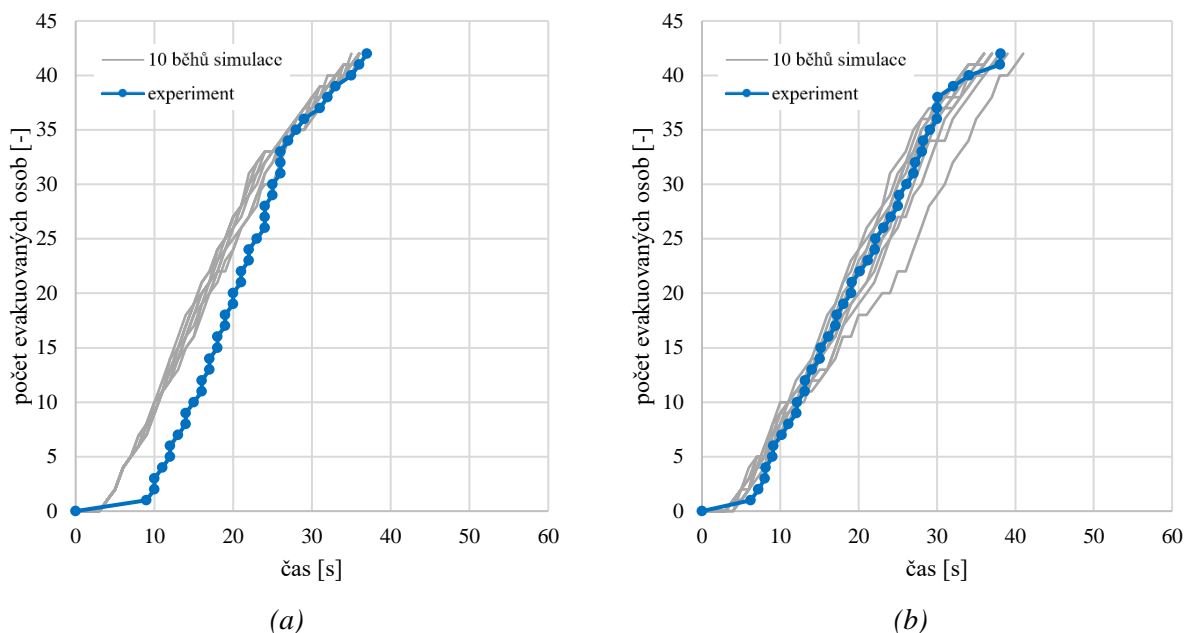 45
40
35
30
25
20
15
10
5
0
počet evakuovaných osob [-]
10 běhů simulace
experiment
0 10 20 30 40 50 60
čas [s]
(a)
45
40
35
30
25
20
15
10
5
0
počet evakuovaných osob [-]
10 běhů simulace
experiment
0 10 20 30 40 50 60
čas [s]
(b)